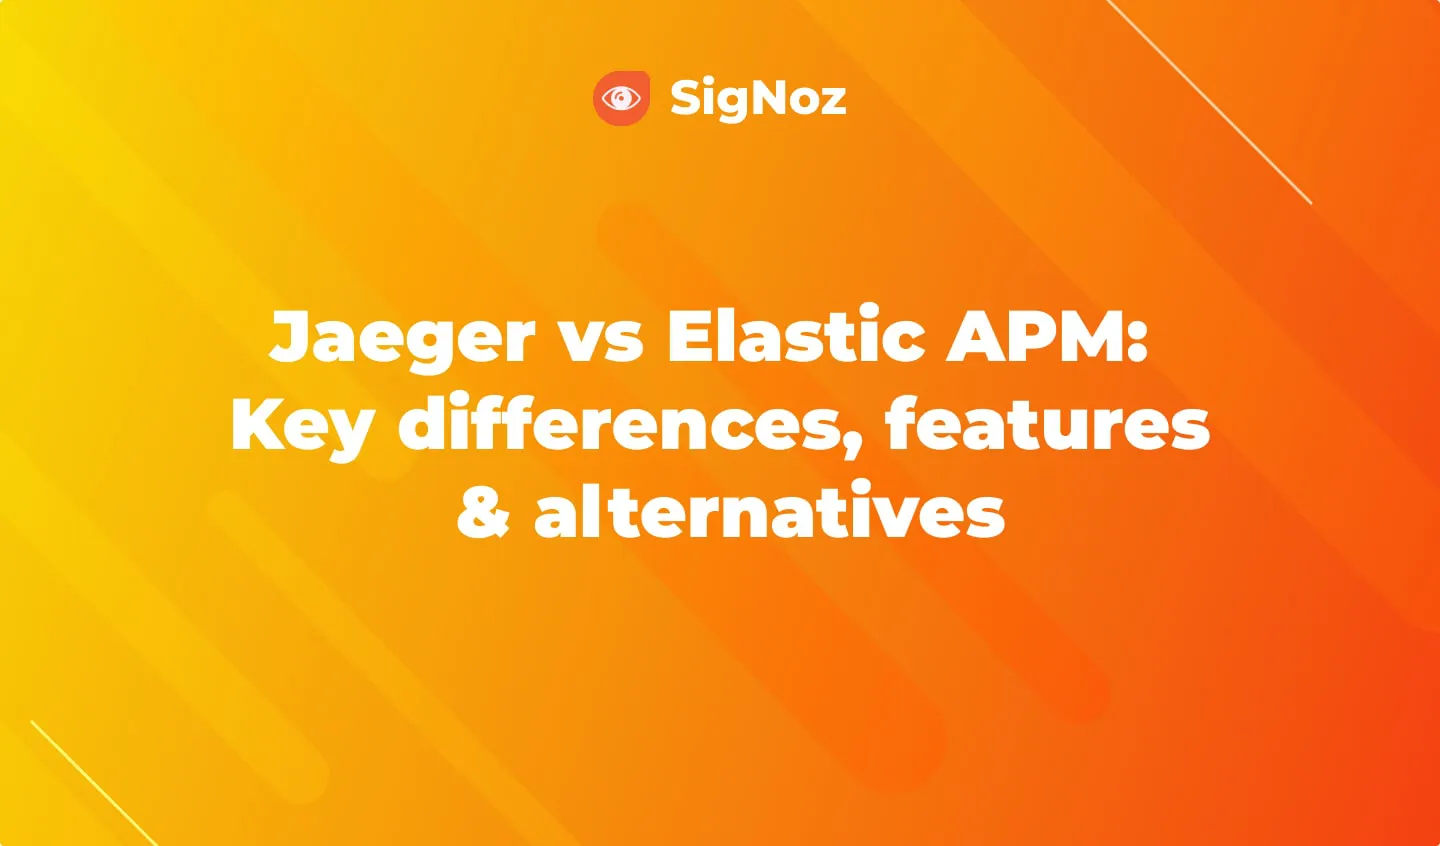 SigNoz
Jaeger vs Elastic APM:
Key differences, features
& alternatives